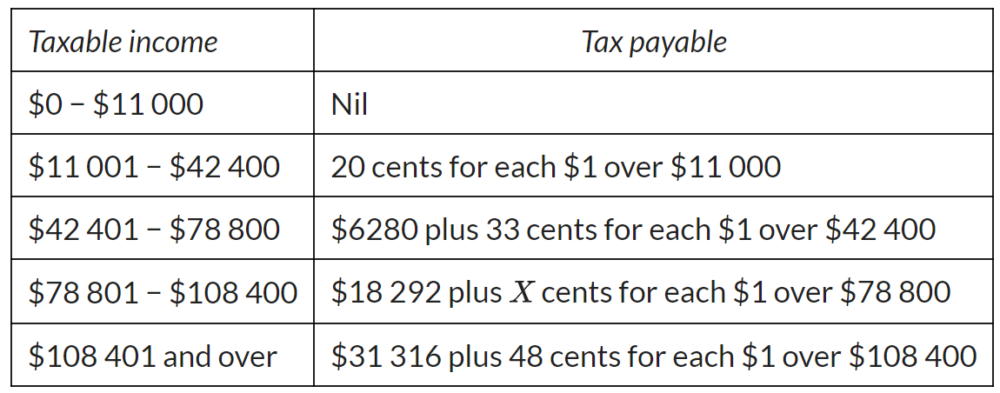 Taxable income Tax payable
$0 – $11 000 Nil
$11 001 – $42 400 20 cents for each $1 over $11 000
$42 401 – $78 800 $6280 plus 33 cents for each $1 over $42 400
$78 801 – $108 400 $18 292 plus X cents for each $1 over $78 800
$108 401 and over $31 316 plus 48 cents for each $1 over $108 400